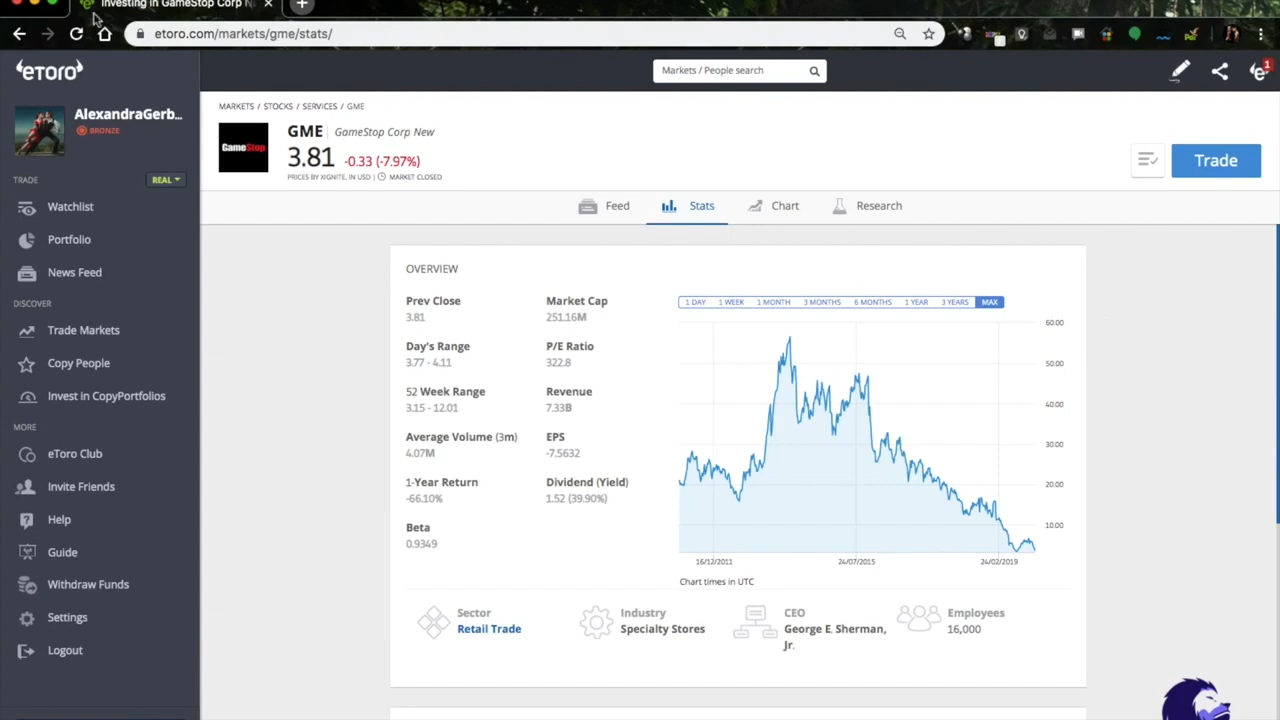 Investing in GameStop Corp N
etoro.com/markets/gme/stats/
eToro
Markets / People search
1
AlexandraGerb...
BRONZE
TRADE
REAL
Watchlist
Portfolio
News Feed
DISCOVER
Trade Markets
Copy People
Invest in CopyPortfolios
MORE
eToro Club
Invite Friends
Help
Guide
Withdraw Funds
Settings
Logout
MARKETS / STOCKS / SERVICES / GME
GameStop
GME
GameStop Corp New
3.81 -0.33 (-7.97%)
PRICES BY XIGNITE, IN USD | MARKET CLOSED
Trade
Feed
Stats
Chart
Research
OVERVIEW
Prev Close
3.81
Market Cap
251.16M
Day's Range
3.77 - 4.11
P/E Ratio
322.8
52 Week Range
3.15 - 12.01
Revenue
7.33B
Average Volume (3m)
4.07M
EPS
-7.5632
1-Year Return
-66.10%
Dividend (Yield)
1.52 (39.90%)
Beta
0.9349
1 DAY 1 WEEK 1 MONTH 3 MONTHS 6 MONTHS 1 YEAR 3 YEARS MAX
60.00
50.00
40.00
30.00
20.00
10.00
16/12/2011 24/07/2015 24/02/2019
Chart times in UTC
Sector
Retail Trade
Industry
Specialty Stores
CEO
George E. Sherman,
Jr.
Employees
16,000